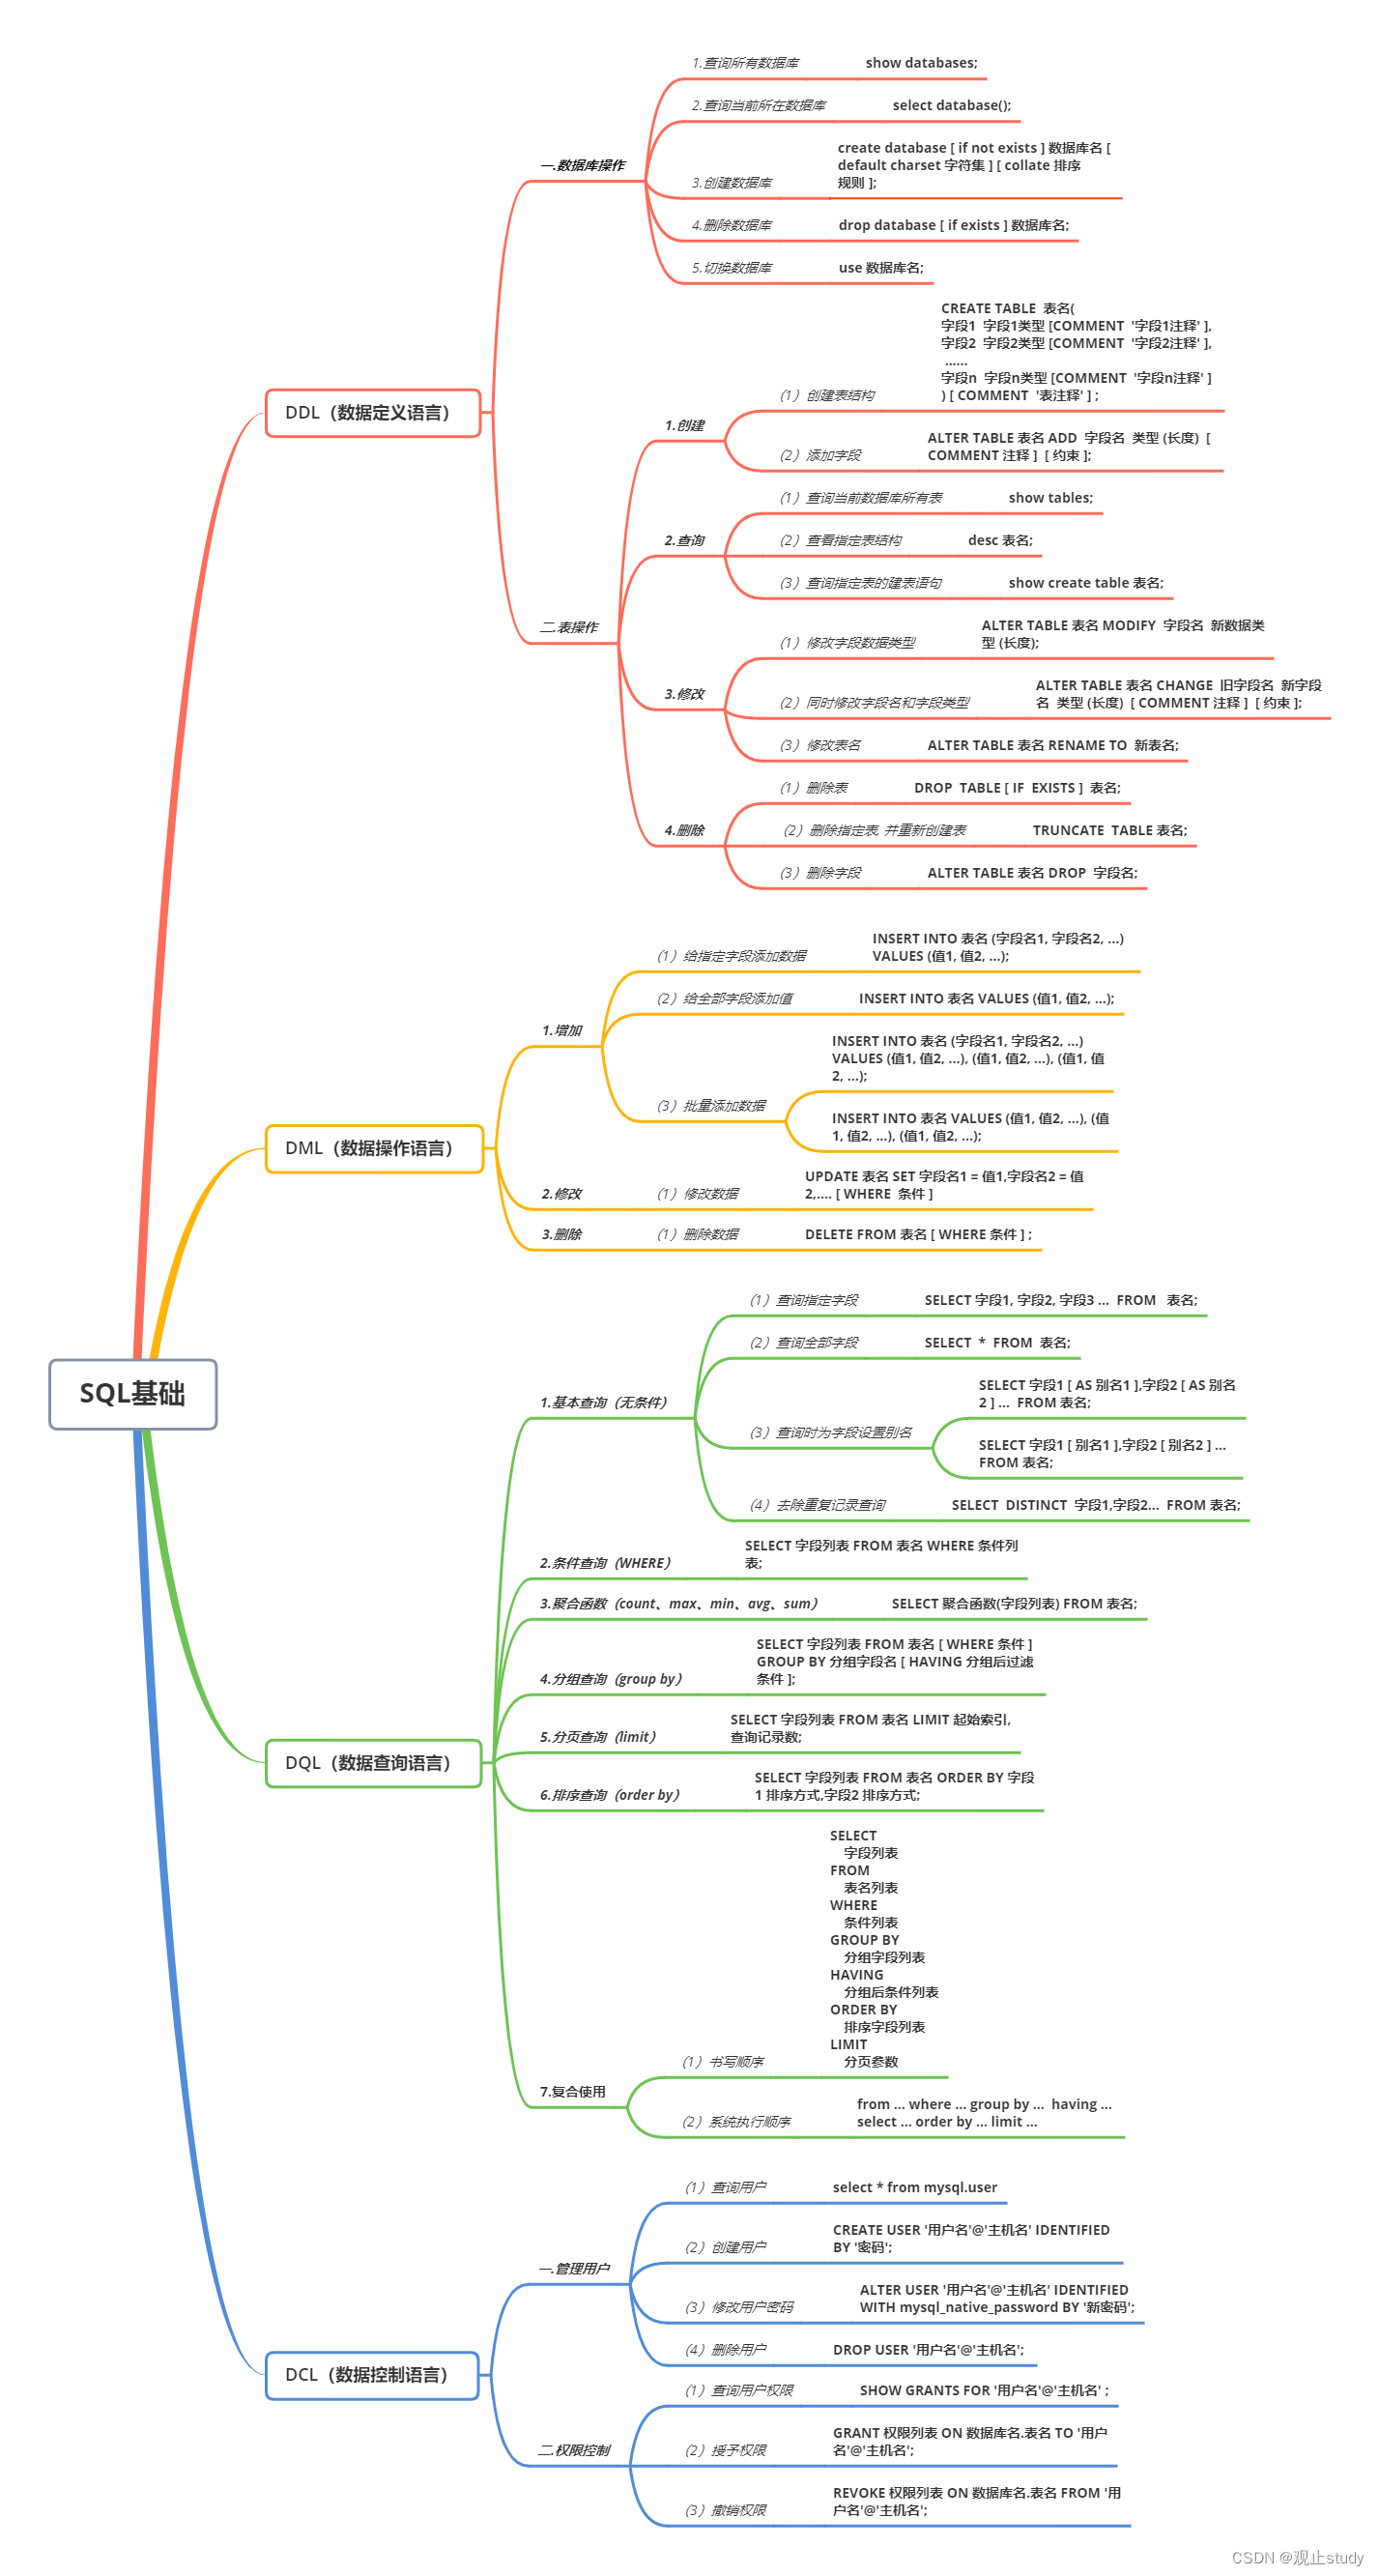 SQL基础
DDL（数据定义语言）
一.数据库操作
1.查询所有数据库
show databases;
2.查询当前所在数据库
select database();
3.创建数据库
create database [ if not exists ] 数据库名 [
default charset 字符集 ] [ collate 排序
规则 ];
4.删除数据库
drop database [ if exists ] 数据库名;
5.切换数据库
use 数据库名;
二.表操作
1.创建
（1）创建表结构
CREATE TABLE 表名(
字段1 字段1类型 [COMMENT '字段1注释' ],
字段2 字段2类型 [COMMENT '字段2注释' ],
......
字段n 字段n类型 [COMMENT '字段n注释' ]
) [ COMMENT '表注释' ] ;
（2）添加字段
ALTER TABLE 表名 ADD 字段名 类型 (长度) [
COMMENT 注释 ] [ 约束 ];
2.查询
（1）查询当前数据库所有表
show tables;
（2）查看指定表结构
desc 表名;
（3）查询指定表的建表语句
show create table 表名;
3.修改
（1）修改字段数据类型
ALTER TABLE 表名 MODIFY 字段名 新数据类
型 (长度);
（2）同时修改字段名和字段类型
ALTER TABLE 表名 CHANGE 旧字段名 新字段
名 类型 (长度) [ COMMENT 注释 ] [ 约束 ];
（3）修改表名
ALTER TABLE 表名 RENAME TO 新表名;
4.删除
（1）删除表
DROP TABLE [ IF EXISTS ] 表名;
（2）删除指定表, 并重新创建表
TRUNCATE TABLE 表名;
（3）删除字段
ALTER TABLE 表名 DROP 字段名;
DML（数据操作语言）
1.增加
（1）给指定字段添加数据
INSERT INTO 表名 (字段名1, 字段名2, ...)
VALUES (值1, 值2, ...);
（2）给全部字段添加值
INSERT INTO 表名 VALUES (值1, 值2, ...);
（3）批量添加数据
INSERT INTO 表名 (字段名1, 字段名2, ...)
VALUES (值1, 值2, ...), (值1, 值2, ...), (值1, 值
2, ...);
INSERT INTO 表名 VALUES (值1, 值2, ...), (值
1, 值2, ...), (值1, 值2, ...);
2.修改
（1）修改数据
UPDATE 表名 SET 字段名1 = 值1,字段名2 = 值
2,.... [ WHERE 条件 ]
3.删除
（1）删除数据
DELETE FROM 表名 [ WHERE 条件 ] ;
DQL（数据查询语言）
1.基本查询（无条件）
（1）查询指定字段
SELECT 字段1, 字段2, 字段3 ... FROM 表名;
（2）查询全部字段
SELECT * FROM 表名;
（3）查询时为字段设置别名
SELECT 字段1 [ AS 别名1 ],字段2 [ AS 别名
2 ] ... FROM 表名;
SELECT 字段1 [ 别名1 ],字段2 [ 别名2 ] ...
FROM 表名;
（4）去除重复记录查询
SELECT DISTINCT 字段1,字段2... FROM 表名;
2.条件查询（WHERE）
SELECT 字段列表 FROM 表名 WHERE 条件列
表;
3.聚合函数（count、max、min、avg、sum）
SELECT 聚合函数(字段列表) FROM 表名;
4.分组查询（group by）
SELECT 字段列表 FROM 表名 [ WHERE 条件 ]
GROUP BY 分组字段名 [ HAVING 分组后过滤
条件 ];
5.分页查询（limit）
SELECT 字段列表 FROM 表名 LIMIT 起始索引,
查询记录数;
6.排序查询（order by）
SELECT 字段列表 FROM 表名 ORDER BY 字段
1 排序方式,字段2 排序方式;
7.复合使用
（1）书写顺序
SELECT
字段列表
FROM
表名列表
WHERE
条件列表
GROUP BY
分组字段列表
HAVING
分组后条件列表
ORDER BY
排序字段列表
LIMIT
分页参数
（2）系统执行顺序
from ... where ... group by ... having ...
select ... order by ... limit ...
DCL（数据控制语言）
一.管理用户
（1）查询用户
select * from mysql.user
（2）创建用户
CREATE USER '用户名'@'主机名' IDENTIFIED
BY '密码';
（3）修改用户密码
ALTER USER '用户名'@'主机名' IDENTIFIED
WITH mysql_native_password BY '新密码';
（4）删除用户
DROP USER '用户名'@'主机名';
二.权限控制
（1）查询用户权限
SHOW GRANTS FOR '用户名'@'主机名' ;
（2）授予权限
GRANT 权限列表 ON 数据库名.表名 TO '用户
名'@'主机名';
（3）撤销权限
REVOKE 权限列表 ON 数据库名.表名 FROM '用
户名'@'主机名';
CSDN @观止study